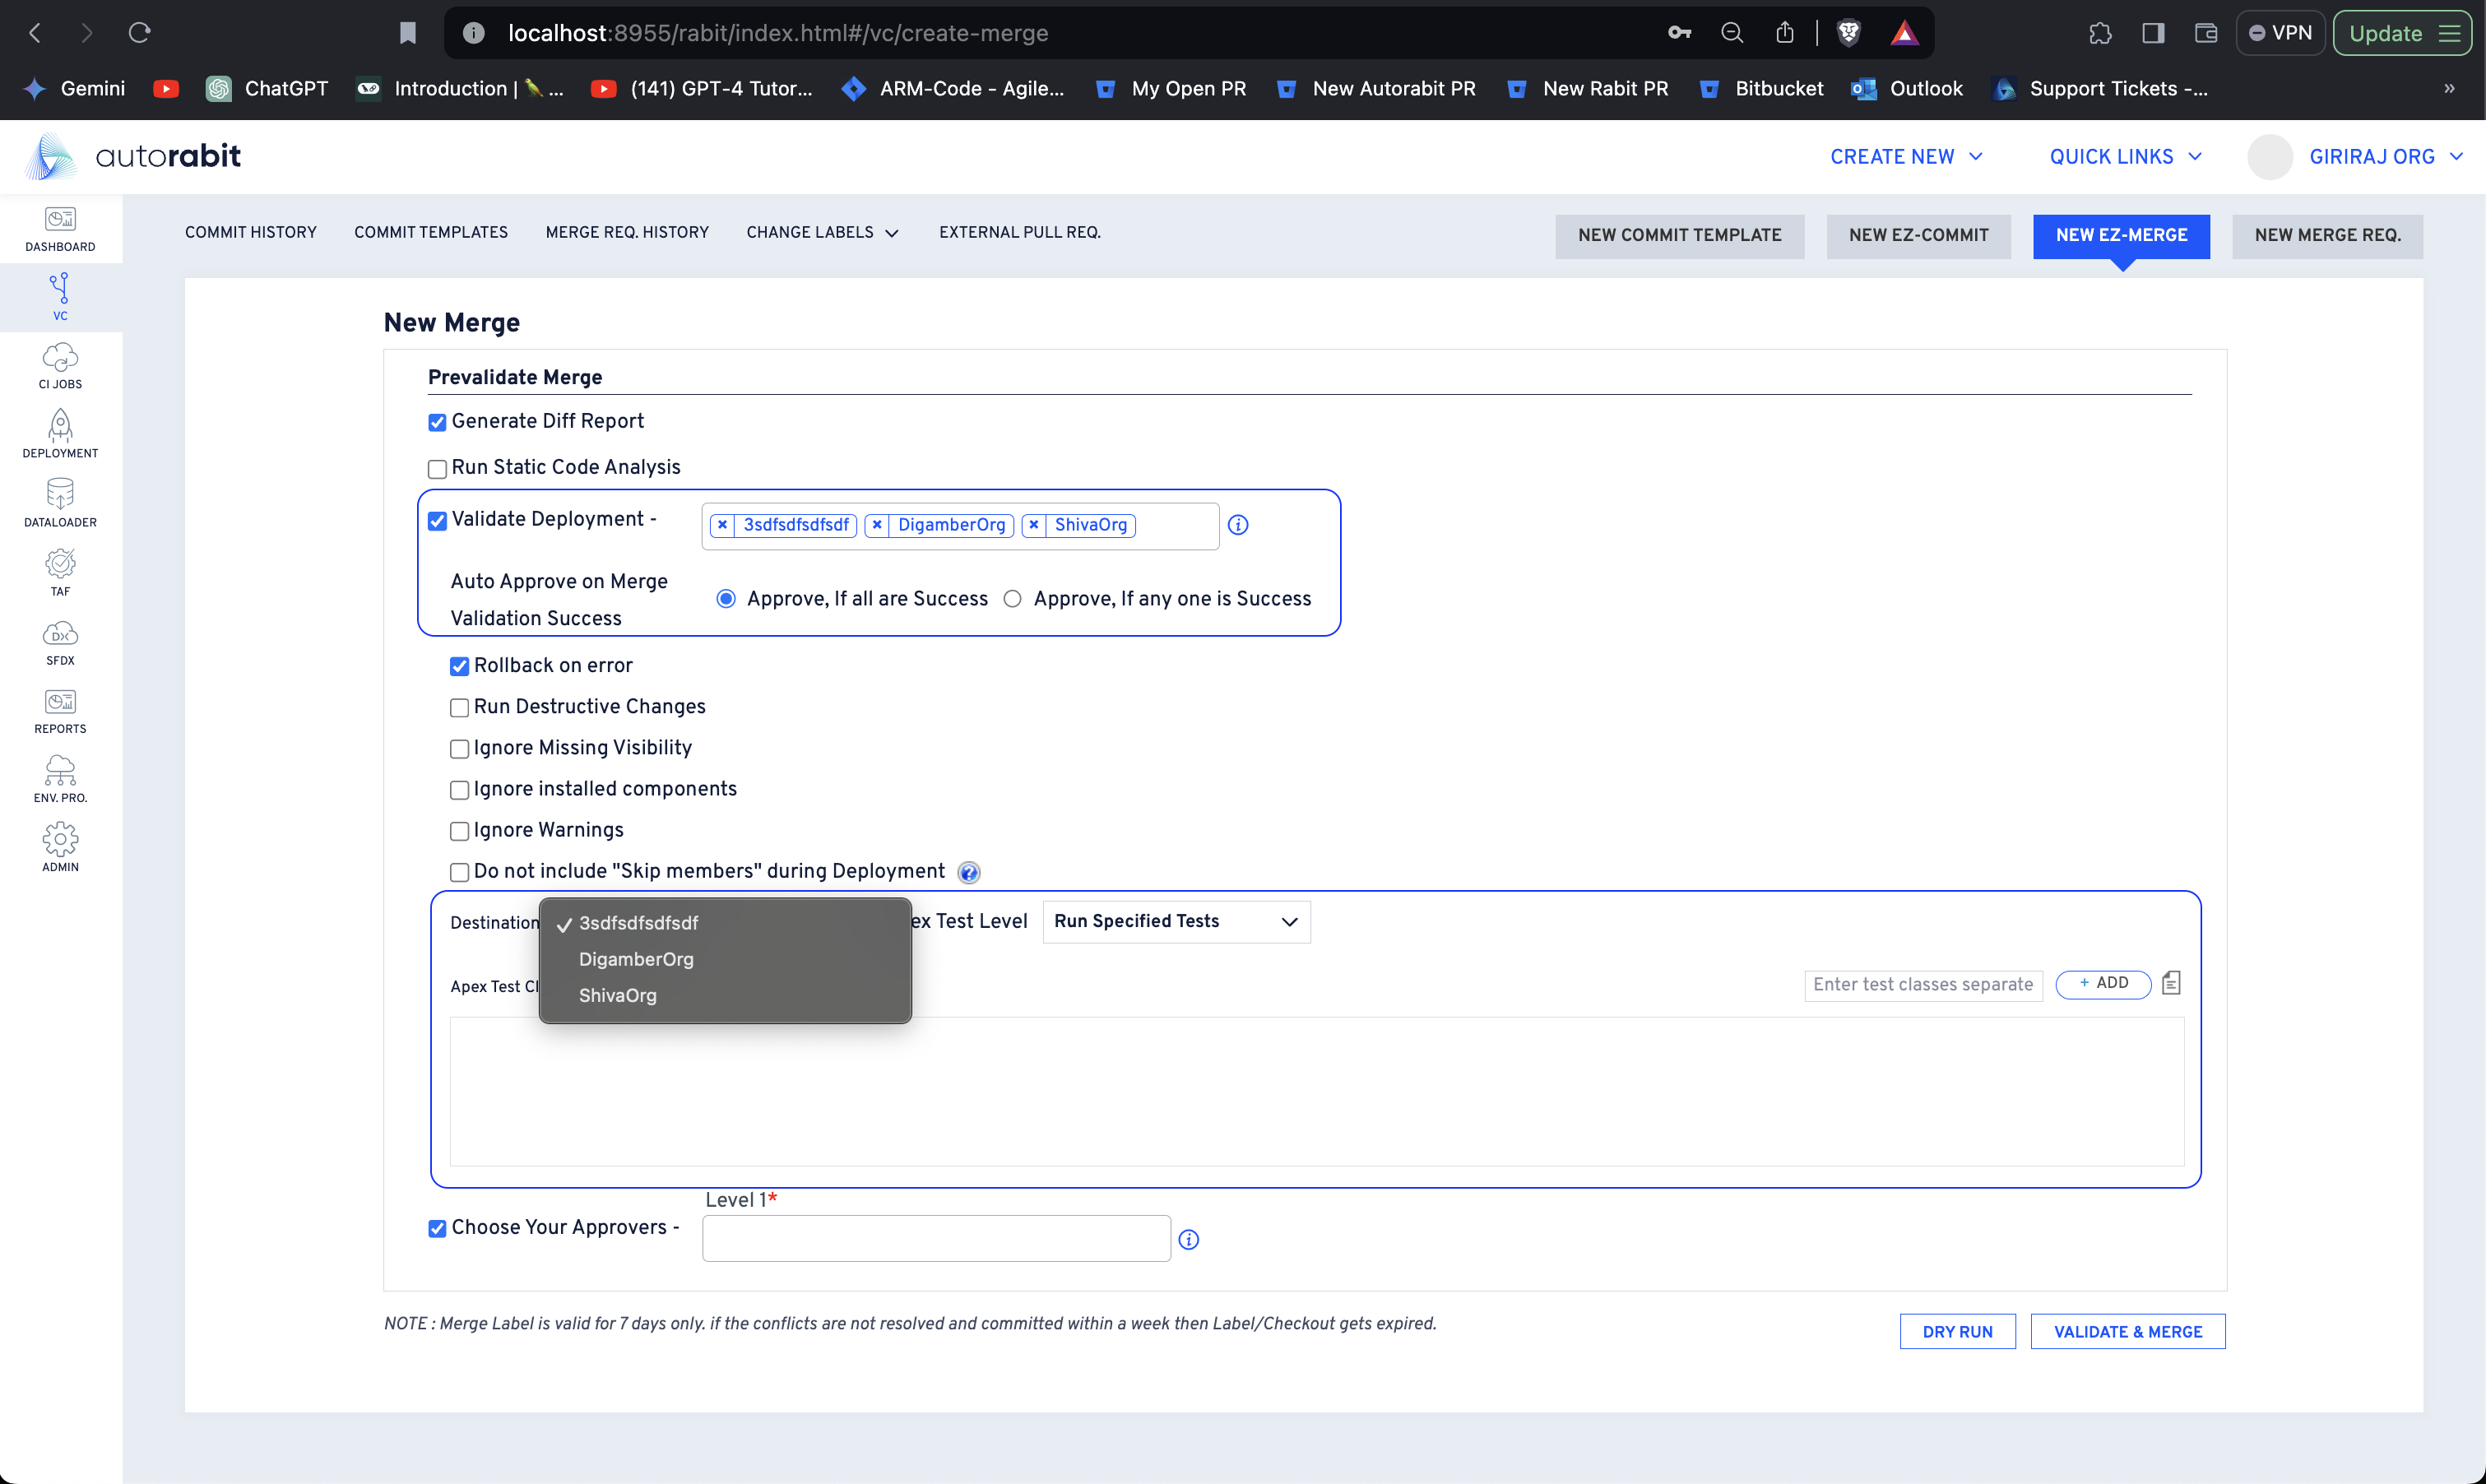 localhost:8955/rabit/index.html#/vc/create-merge
VPN
Update
Gemini
ChatGPT
Introduction | 🦜...
(141) GPT-4 Tutor...
ARM-Code - Agile...
My Open PR
New Autorabit PR
New Rabit PR
Bitbucket
Outlook
Support Tickets -...
»
autorabit
CREATE NEW
QUICK LINKS
GIRIRAJ ORG
DASHBOARD
VC
CI JOBS
DEPLOYMENT
DATALOADER
TAF
DX
SFDX
REPORTS
ENV. PRO.
ADMIN
COMMIT HISTORY
COMMIT TEMPLATES
MERGE REQ. HISTORY
CHANGE LABELS
EXTERNAL PULL REQ.
NEW COMMIT TEMPLATE
NEW EZ-COMMIT
NEW EZ-MERGE
NEW MERGE REQ.
New Merge
Prevalidate Merge
Generate Diff Report
Run Static Code Analysis
Validate Deployment -
× 3sdfsdfsdfsdf
× DigamberOrg
× ShivaOrg
Auto Approve on Merge
Validation Success
Approve, If all are Success
Approve, If any one is Success
Rollback on error
Run Destructive Changes
Ignore Missing Visibility
Ignore installed components
Ignore Warnings
Do not include "Skip members" during Deployment
Destination
✓ 3sdfsdfsdfsdf
DigamberOrg
ShivaOrg
ex Test Level
Run Specified Tests
Apex Test Cl
Enter test classes separate
+ ADD
Level 1*
Choose Your Approvers -
NOTE : Merge Label is valid for 7 days only. if the conflicts are not resolved and committed within a week then Label/Checkout gets expired.
DRY RUN
VALIDATE & MERGE